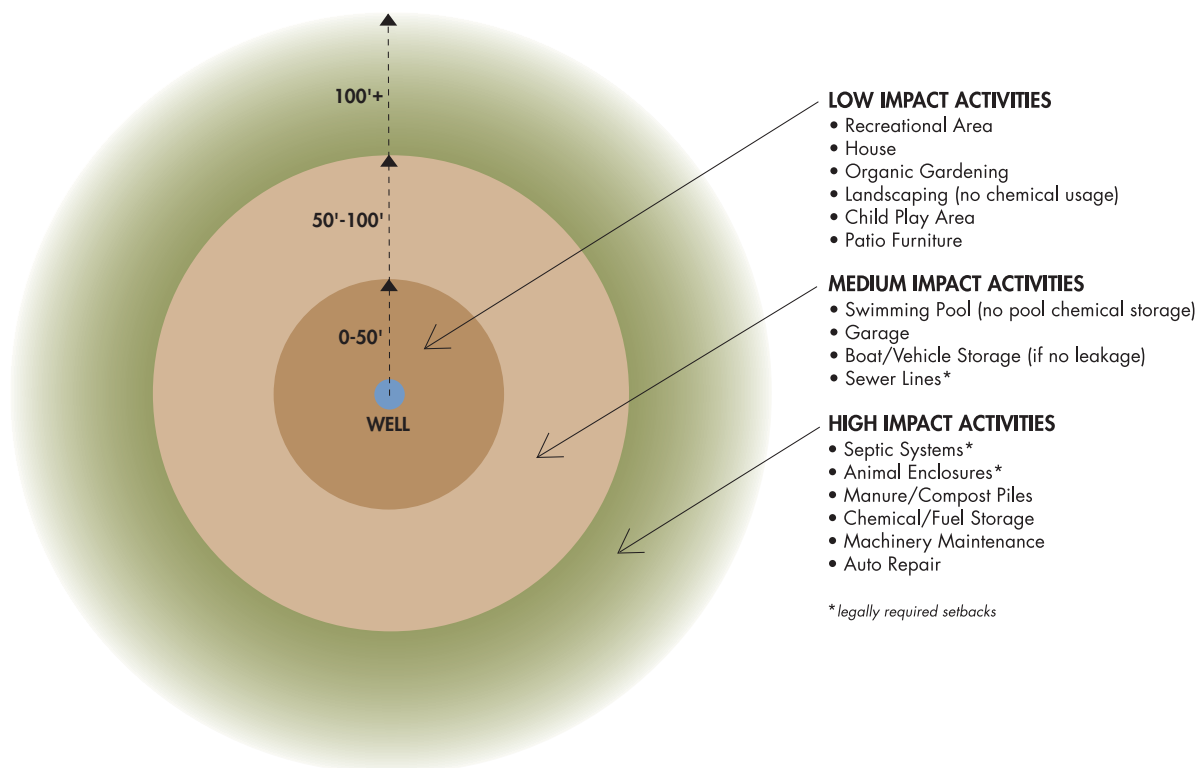 100'+
50'-100'
0-50'
WELL
LOW IMPACT ACTIVITIES
• Recreational Area
• House
• Organic Gardening
• Landscaping (no chemical usage)
• Child Play Area
• Patio Furniture
MEDIUM IMPACT ACTIVITIES
• Swimming Pool (no pool chemical storage)
• Garage
• Boat/Vehicle Storage (if no leakage)
• Sewer Lines*
HIGH IMPACT ACTIVITIES
• Septic Systems*
• Animal Enclosures*
• Manure/Compost Piles
• Chemical/Fuel Storage
• Machinery Maintenance
• Auto Repair
*legally required setbacks